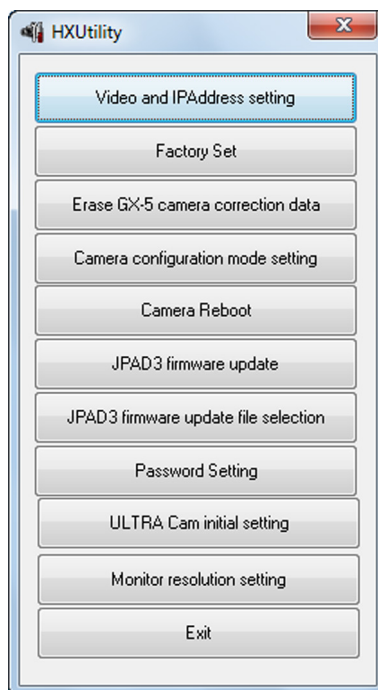 HXUtility
Video and IPAddress setting
Factory Set
Erase GX-5 camera correction data
Camera configuration mode setting
Camera Reboot
JPAD3 firmware update
JPAD3 firmware update file selection
Password Setting
ULTRA Cam initial setting
Monitor resolution setting
Exit